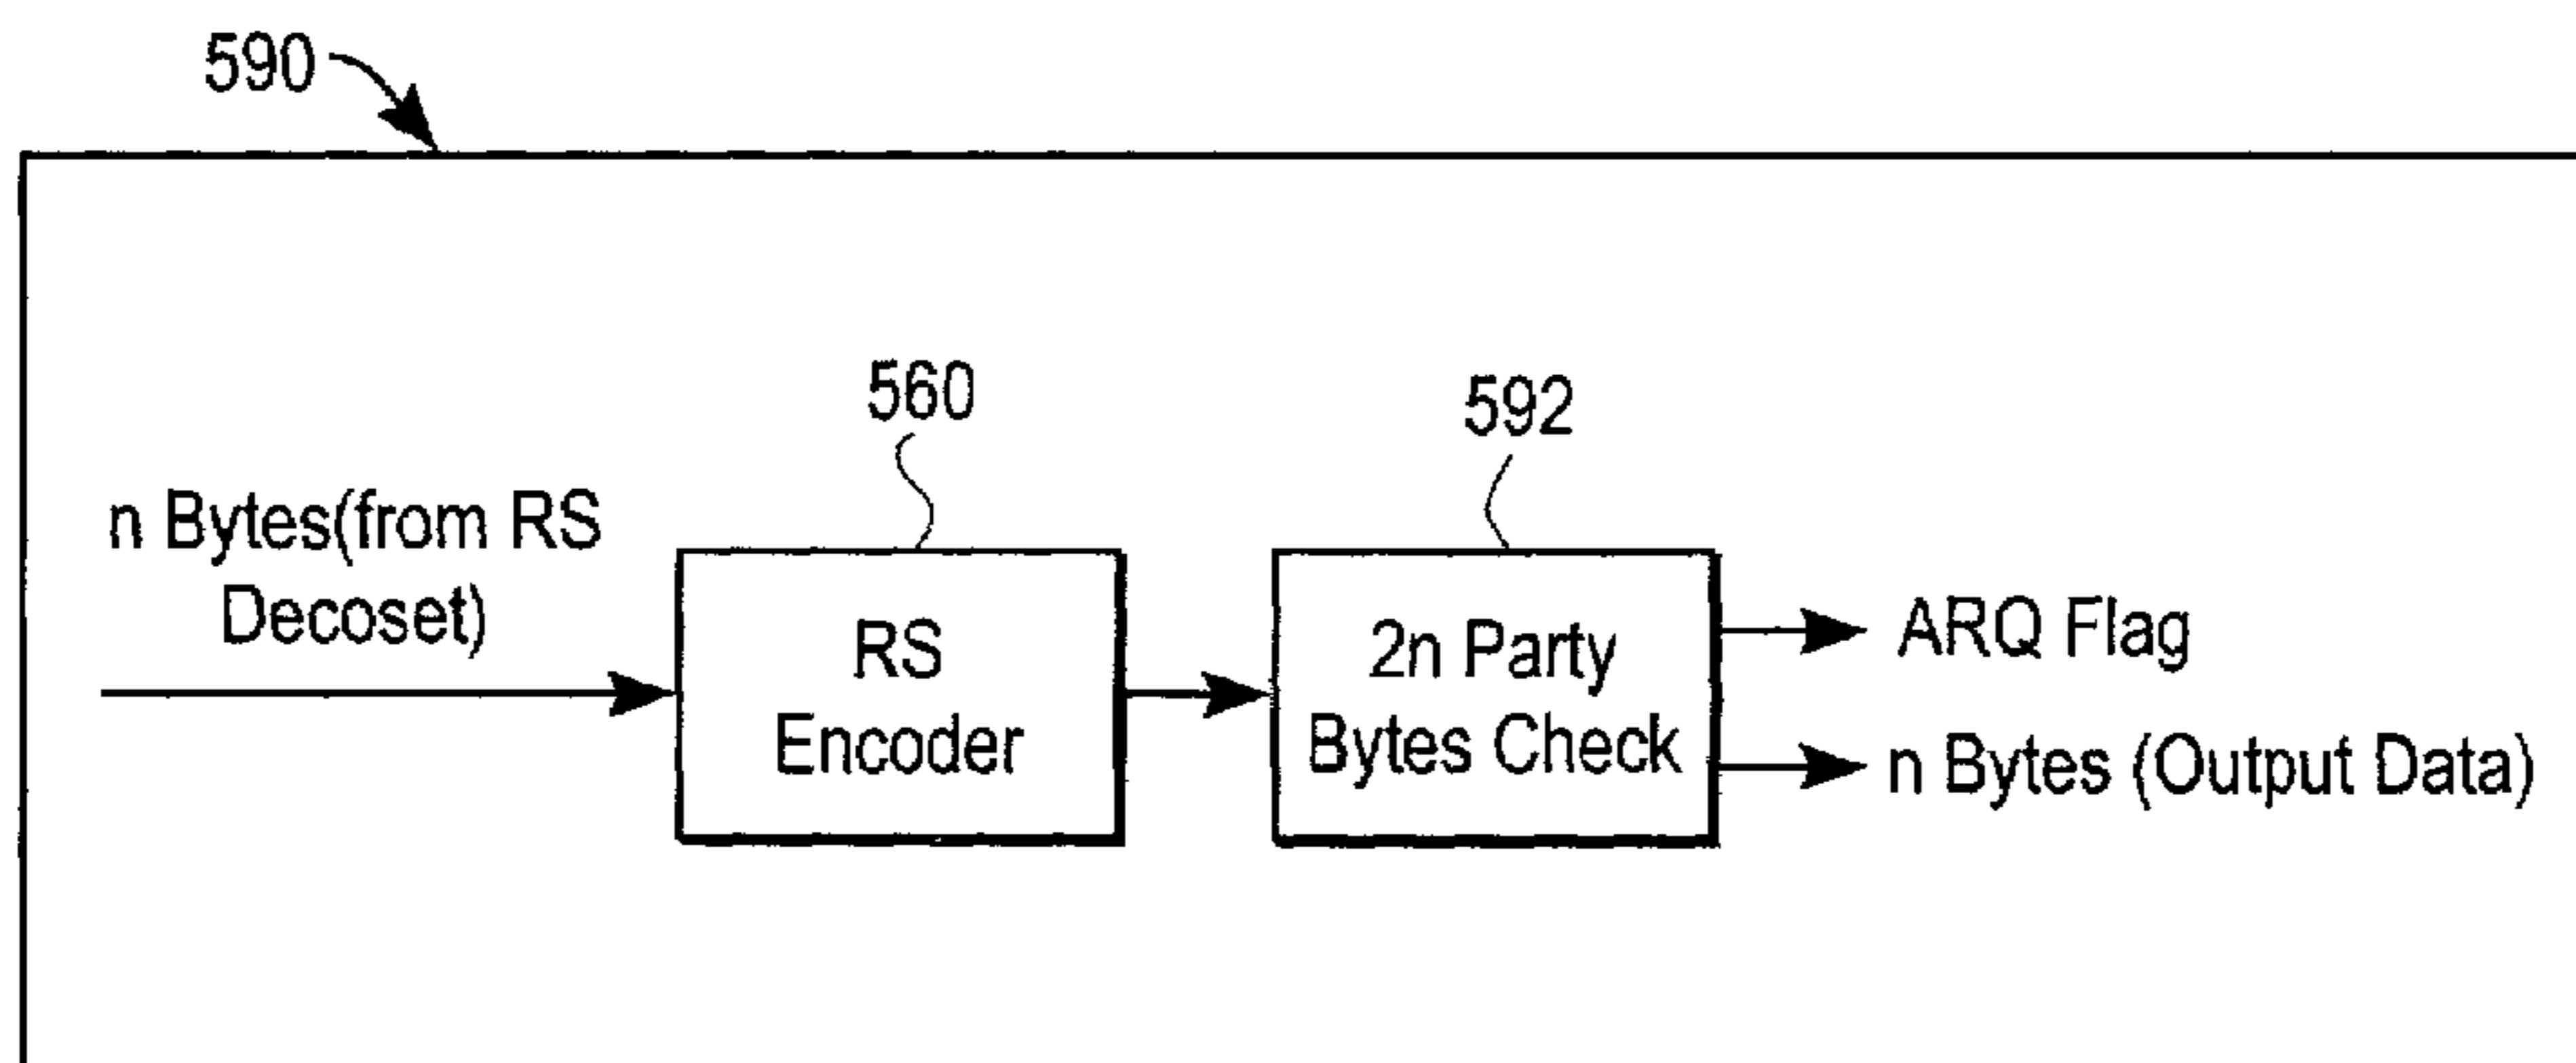 590
560
592
n Bytes(from RS
Decoset)
RS
Encoder
2n Party
Bytes Check
ARQ Flag
n Bytes (Output Data)